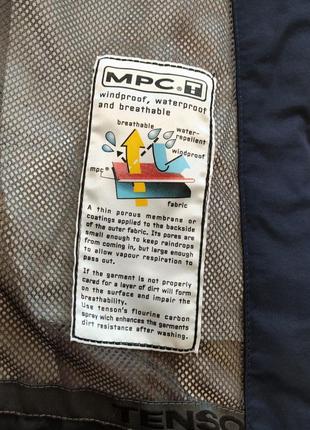 MPC® T
windproof, waterproof
and breathable
breathable
water-
repellent
windproof
mpc®
fabric
A thin porous membrane or
coatings applied to the backside
of the outer fabric. Its pores are
small enough to keep raindrops
from coming in, but large enough
to allow vapour respiration to
pass out.
If the garment is not properly
cared for a layer of dirt will form
on the surface and impair the
breathability.
Use tenson's flourine carbon
spray wich enhances the garments
dirt resistance after washing.
TENSO